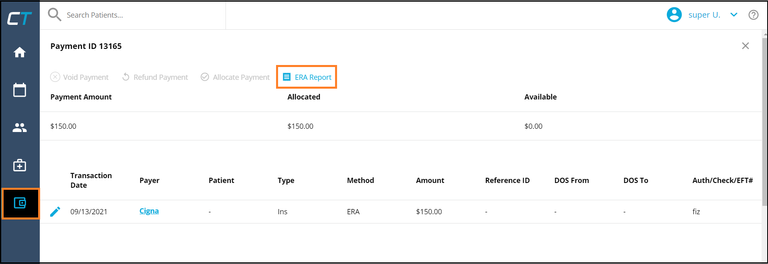 CT
Search Patients...
super U.
Payment ID 13165
Void Payment Refund Payment Allocate Payment ERA Report
Payment Amount Allocated Available
$150.00 $150.00 $0.00
Transaction Date Payer Patient Type Method Amount Reference ID DOS From DOS To Auth/Check/EFT#
09/13/2021 Cigna - Ins ERA $150.00 - - - fiz